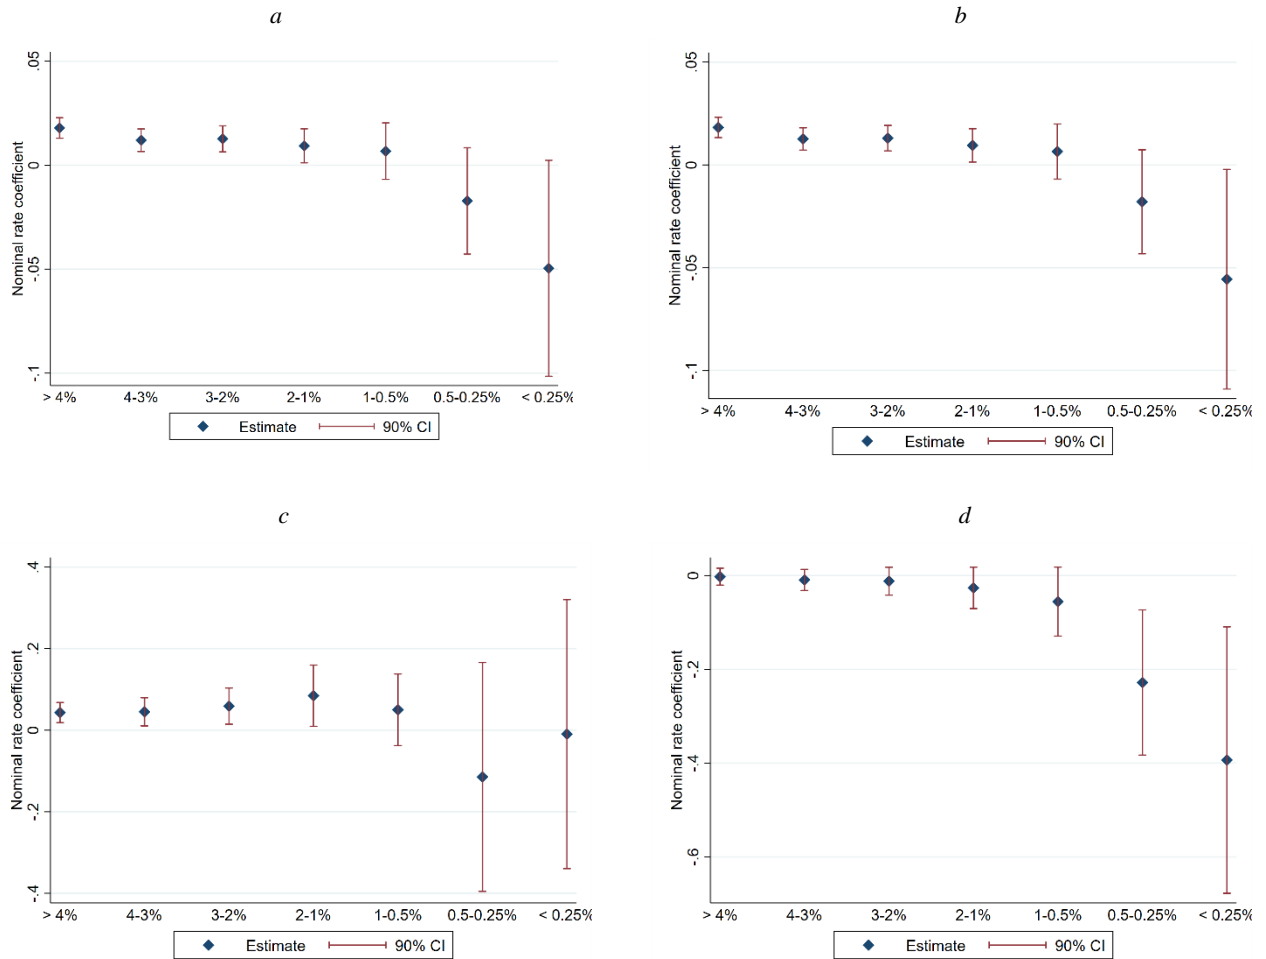 a
Nominal rate coefficient
.05
0
-.05
-.1
> 4%
4-3%
3-2%
2-1%
1-0.5%
0.5-0.25%
< 0.25%
Estimate
90% CI
b
Nominal rate coefficient
.05
0
-.05
-.1
> 4%
4-3%
3-2%
2-1%
1-0.5%
0.5-0.25%
< 0.25%
Estimate
90% CI
c
Nominal rate coefficient
.4
.2
0
-.2
-.4
> 4%
4-3%
3-2%
2-1%
1-0.5%
0.5-0.25%
< 0.25%
Estimate
90% CI
d
Nominal rate coefficient
0
-.2
-.4
-.6
> 4%
4-3%
3-2%
2-1%
1-0.5%
0.5-0.25%
< 0.25%
Estimate
90% CI